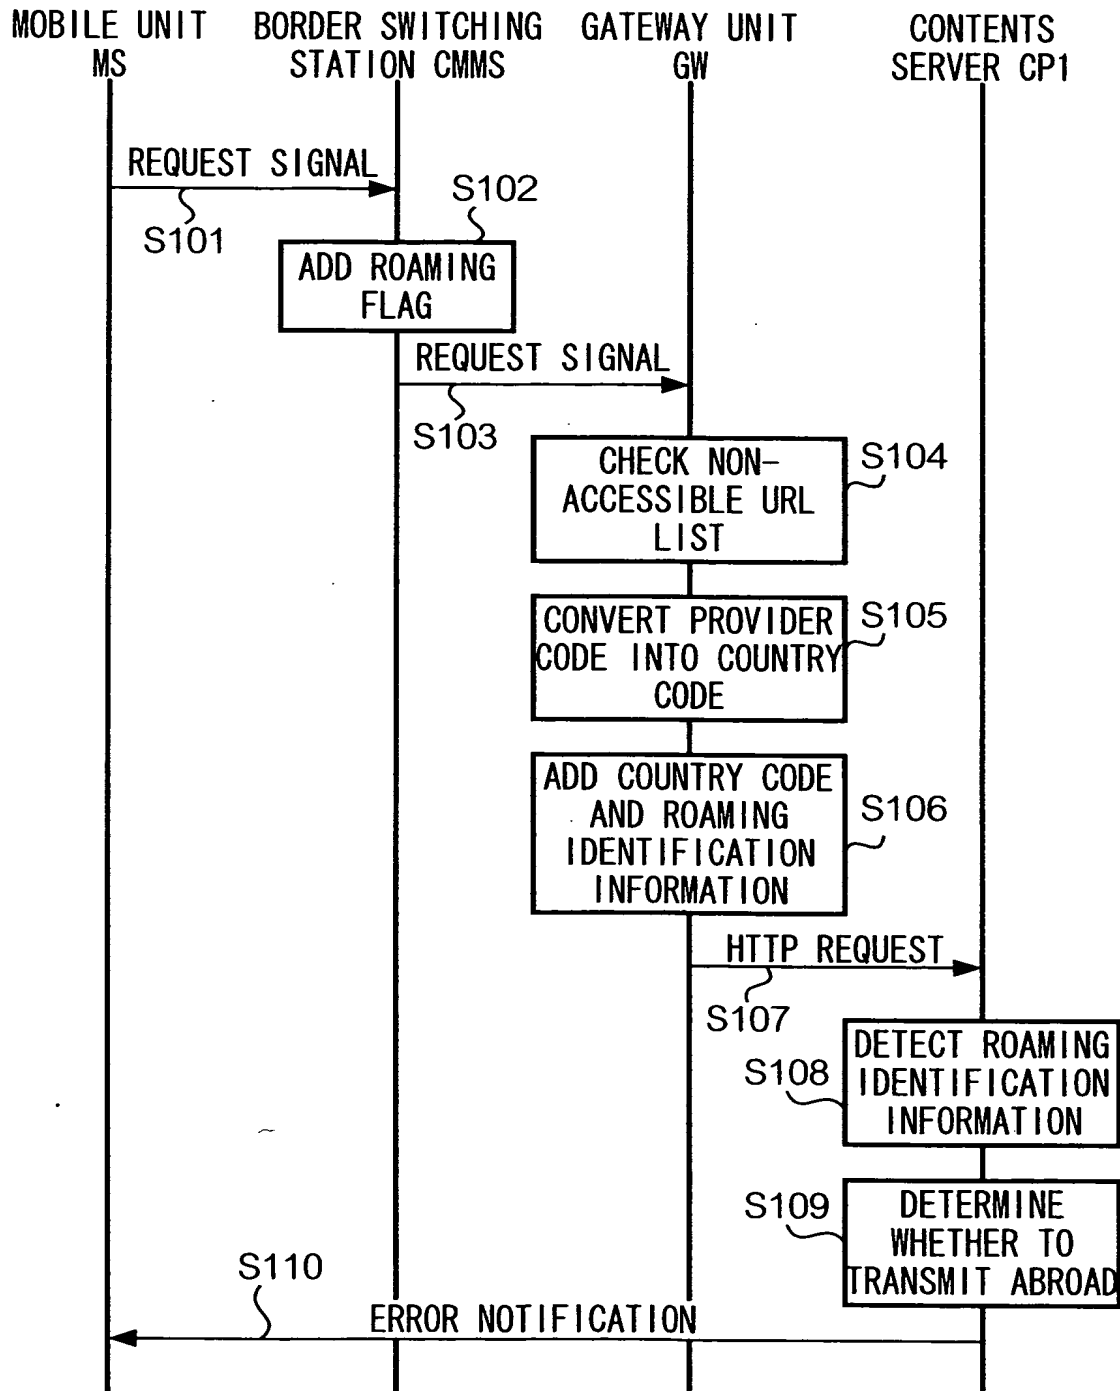 MOBILE UNIT
MS
BORDER SWITCHING
STATION CMMS
GATEWAY UNIT
GW
CONTENTS
SERVER CP1
REQUEST SIGNAL
S101
S102
ADD ROAMING
FLAG
REQUEST SIGNAL
S103
CHECK NON-
ACCESSIBLE URL
LIST
S104
CONVERT PROVIDER
CODE INTO COUNTRY
CODE
S105
ADD COUNTRY CODE
AND ROAMING
IDENTIFICATION
INFORMATION
S106
HTTP REQUEST
S107
DETECT ROAMING
IDENTIFICATION
INFORMATION
S108
DETERMINE
WHETHER TO
TRANSMIT ABROAD
S109
S110
ERROR NOTIFICATION